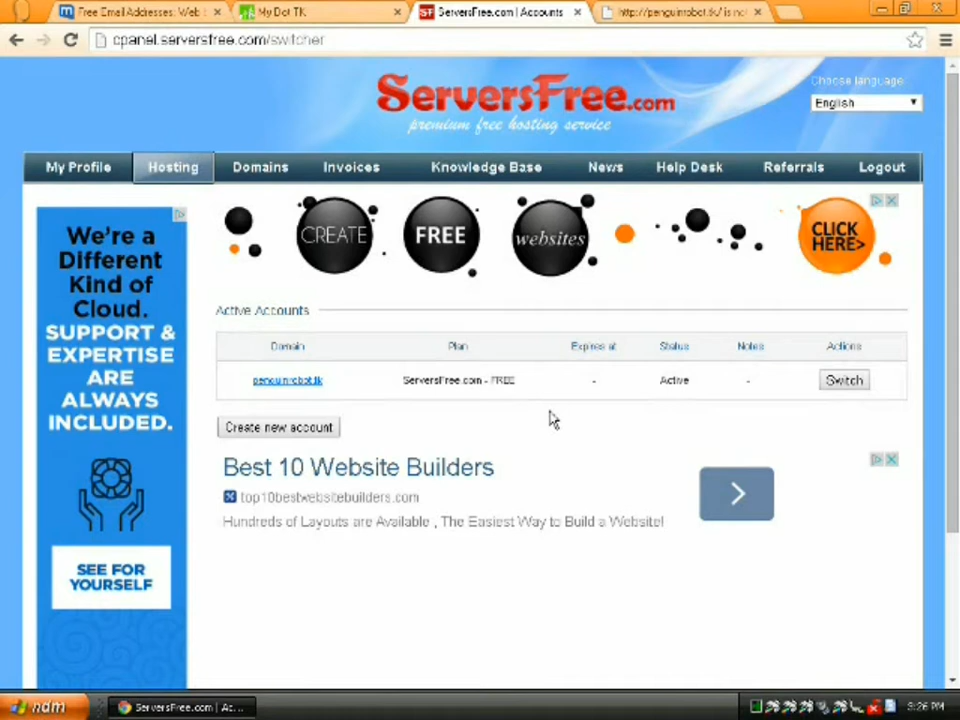 Free Email Addresses: Web
My Dot TK
ServersFree.com | Accounts
http://penguinrobot.tk/ is not
cpanel.serversfree.com/switcher
ServersFree.com
premium free hosting service
Choose language:
English
My Profile
Hosting
Domains
Invoices
Knowledge Base
News
Help Desk
Referrals
Logout
We're a
Different
Kind of
Cloud.
SUPPORT &
EXPERTISE
ARE
ALWAYS
INCLUDED.
SEE FOR
YOURSELF
CREATE
FREE
websites
CLICK
HERE>
Active Accounts
Domain Plan Expires at Status Notes Actions
penguinrobot.tk ServersFree.com - FREE - Active - Switch
Create new account
Best 10 Website Builders
top10bestwebsitebuilders.com
Hundreds of Layouts are Available , The Easiest Way to Build a Website!
ndm
ServersFree.com | Ac...
3:26 PM